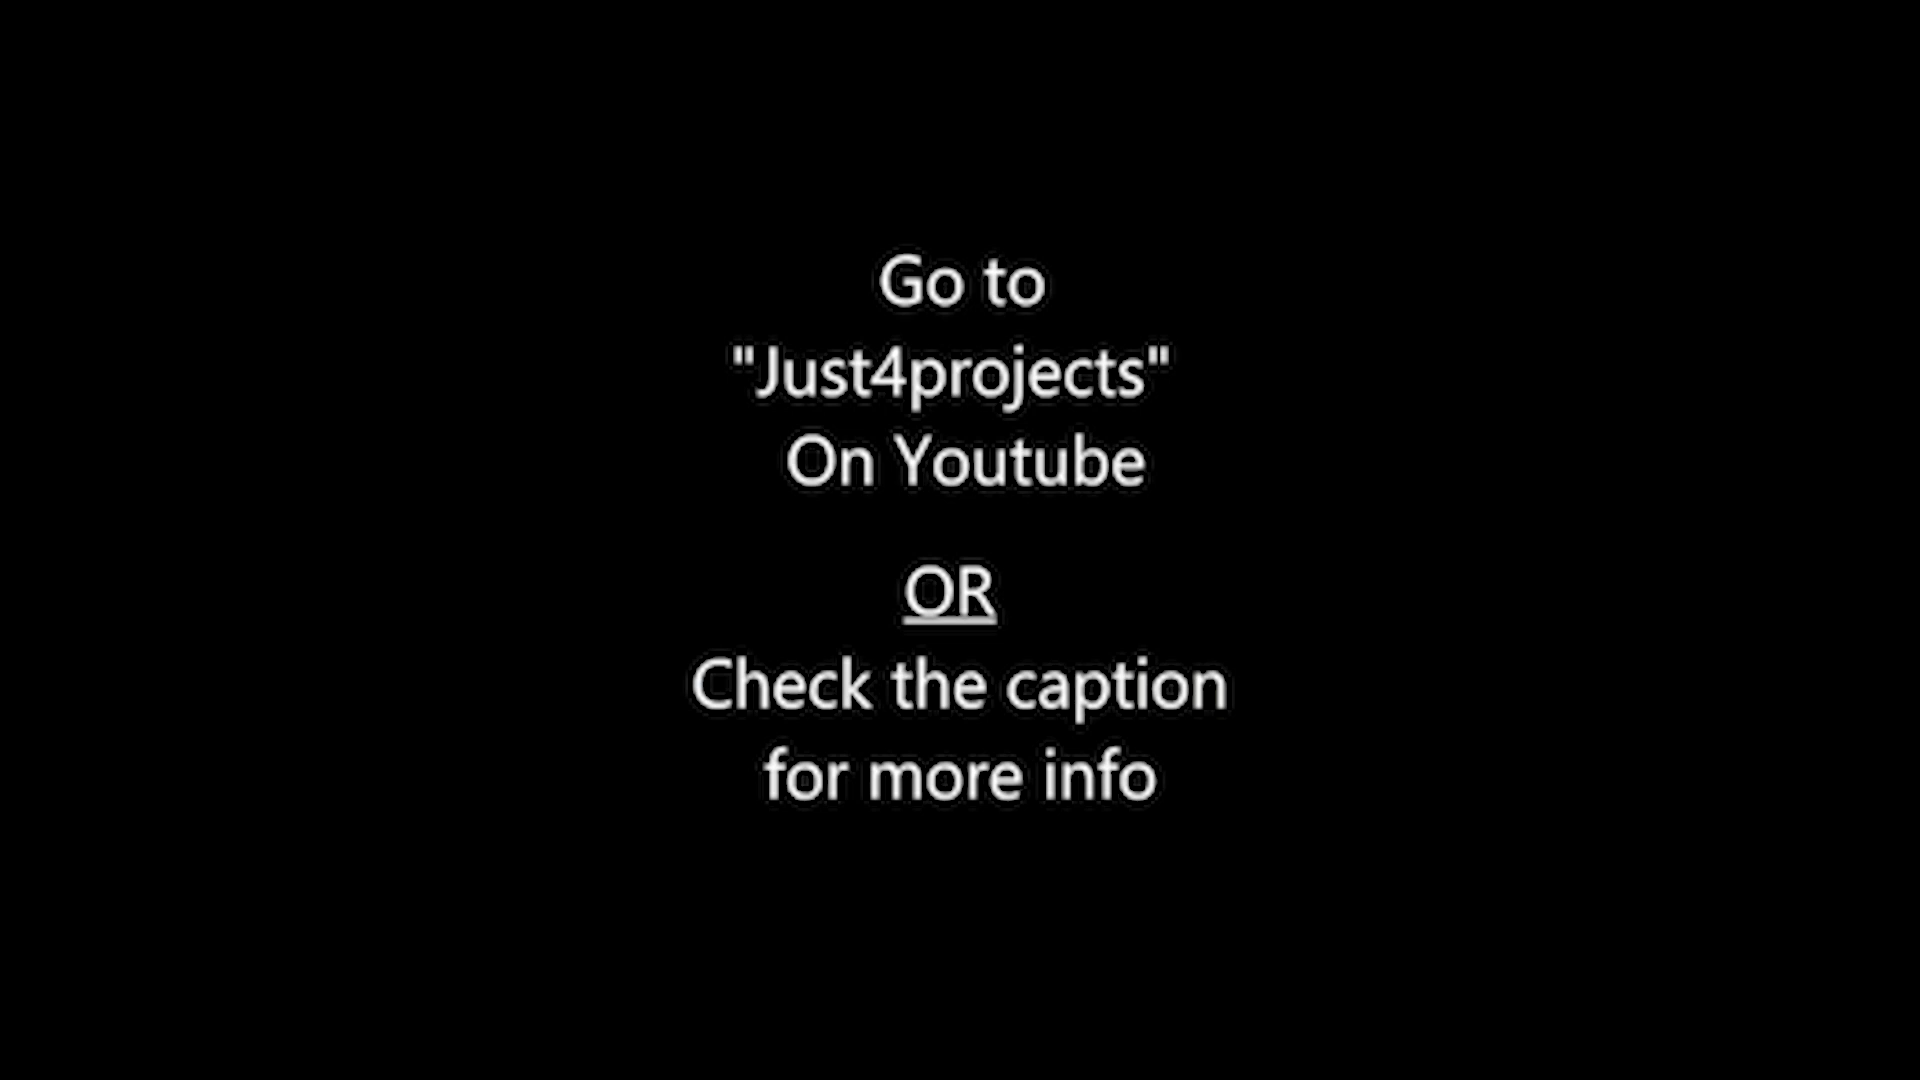 Go to
"Just4projects"
On Youtube
OR
Check the caption
for more info